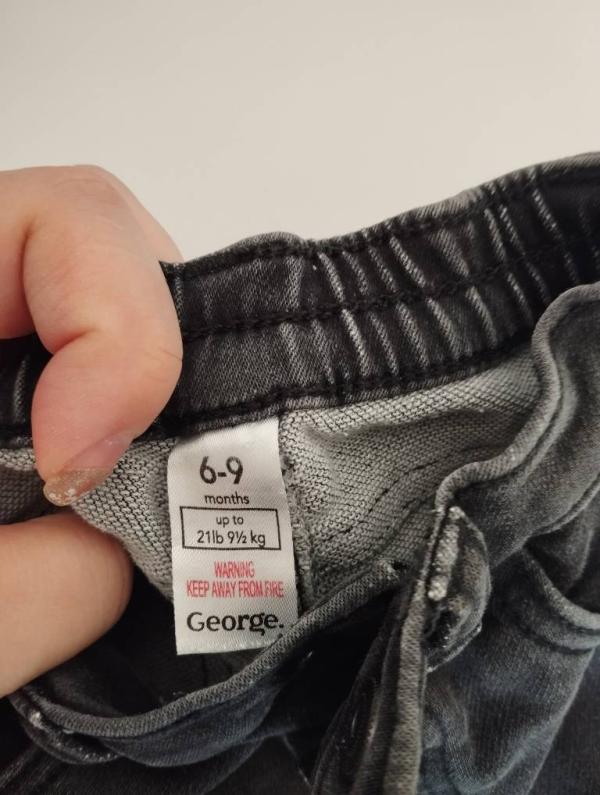 6-9
months
up to
21lb 9½ kg
WARNING
KEEP AWAY FROM FIRE
George.